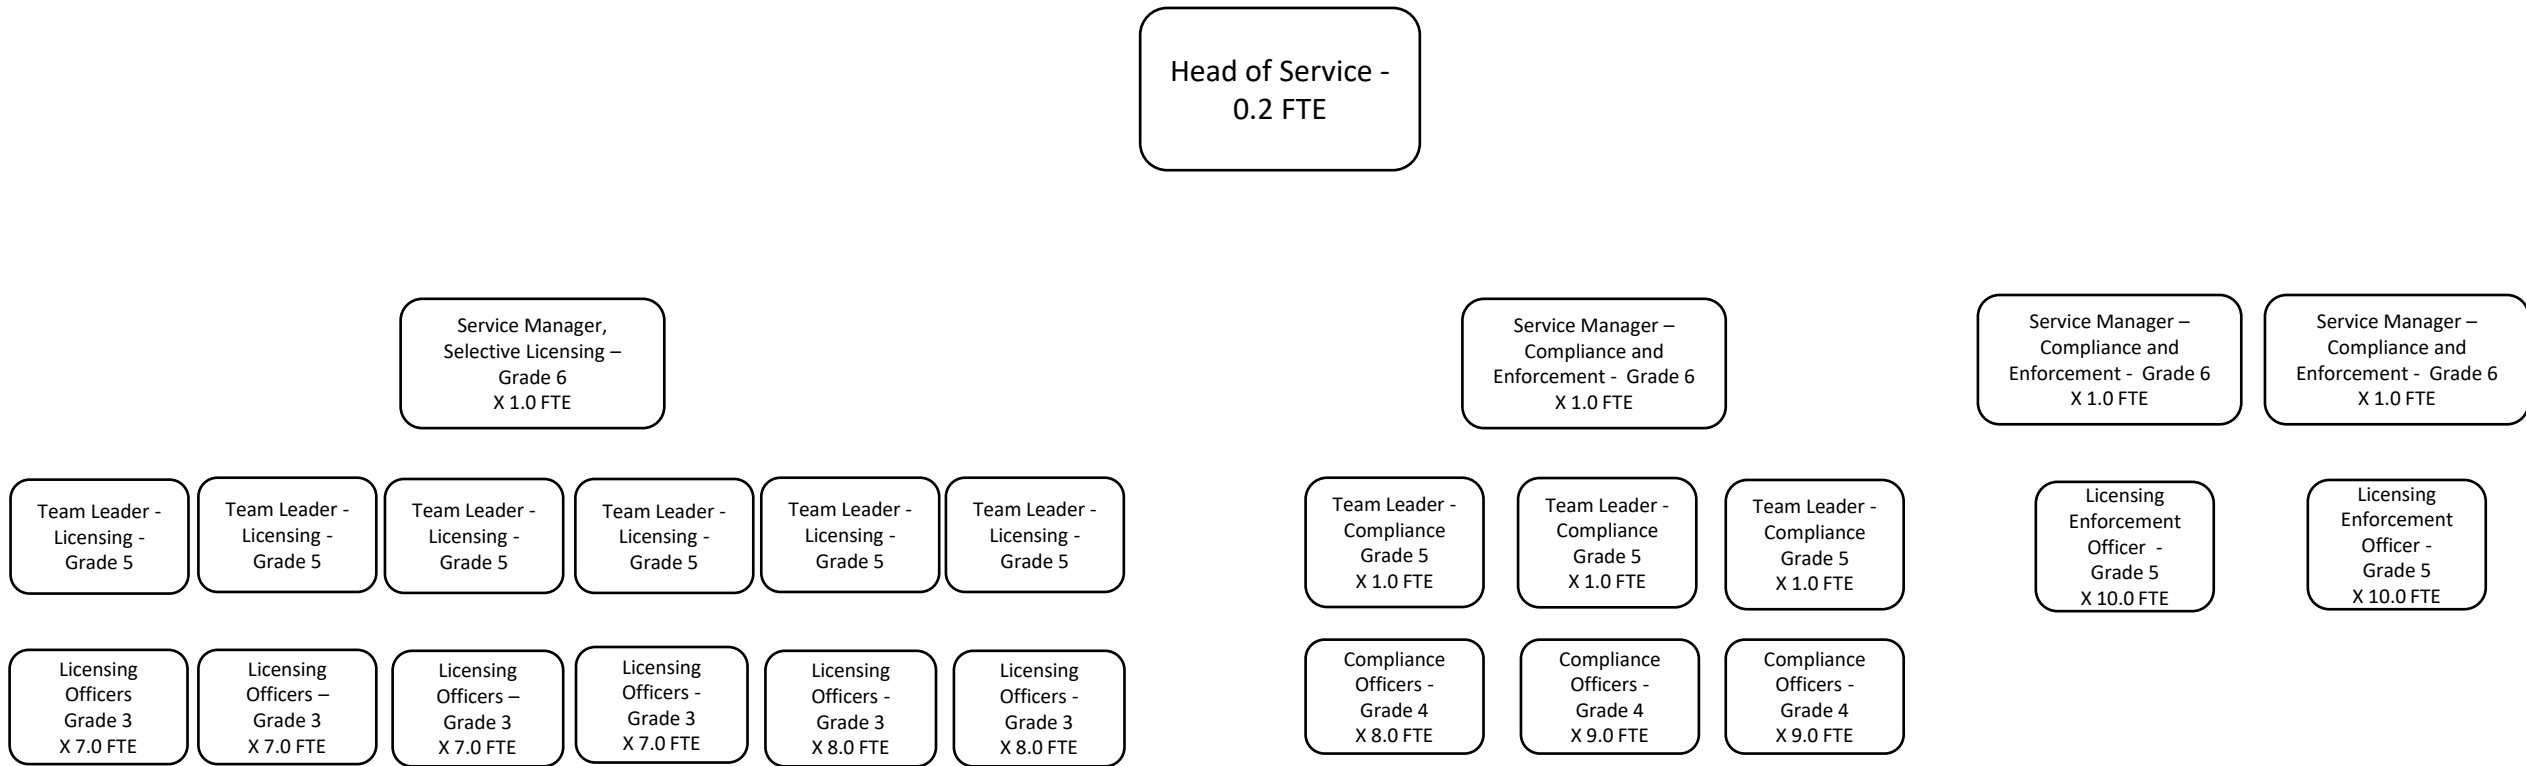 Head of Service -
0.2 FTE
Service Manager,
Selective Licensing –
Grade 6
X 1.0 FTE
Service Manager –
Compliance and
Enforcement - Grade 6
X 1.0 FTE
Service Manager –
Compliance and
Enforcement - Grade 6
X 1.0 FTE
Service Manager –
Compliance and
Enforcement - Grade 6
X 1.0 FTE
Team Leader -
Licensing -
Grade 5
Team Leader -
Licensing -
Grade 5
Team Leader -
Licensing -
Grade 5
Team Leader -
Licensing -
Grade 5
Team Leader -
Licensing -
Grade 5
Team Leader -
Licensing -
Grade 5
Team Leader -
Compliance
Grade 5
X 1.0 FTE
Team Leader -
Compliance
Grade 5
X 1.0 FTE
Team Leader -
Compliance
Grade 5
X 1.0 FTE
Licensing
Enforcement
Officer -
Grade 5
X 10.0 FTE
Licensing
Enforcement
Officer -
Grade 5
X 10.0 FTE
Licensing
Officers
Grade 3
X 7.0 FTE
Licensing
Officers –
Grade 3
X 7.0 FTE
Licensing
Officers –
Grade 3
X 7.0 FTE
Licensing
Officers -
Grade 3
X 7.0 FTE
Licensing
Officers -
Grade 3
X 8.0 FTE
Licensing
Officers -
Grade 3
X 8.0 FTE
Compliance
Officers -
Grade 4
X 8.0 FTE
Compliance
Officers -
Grade 4
X 9.0 FTE
Compliance
Officers -
Grade 4
X 9.0 FTE